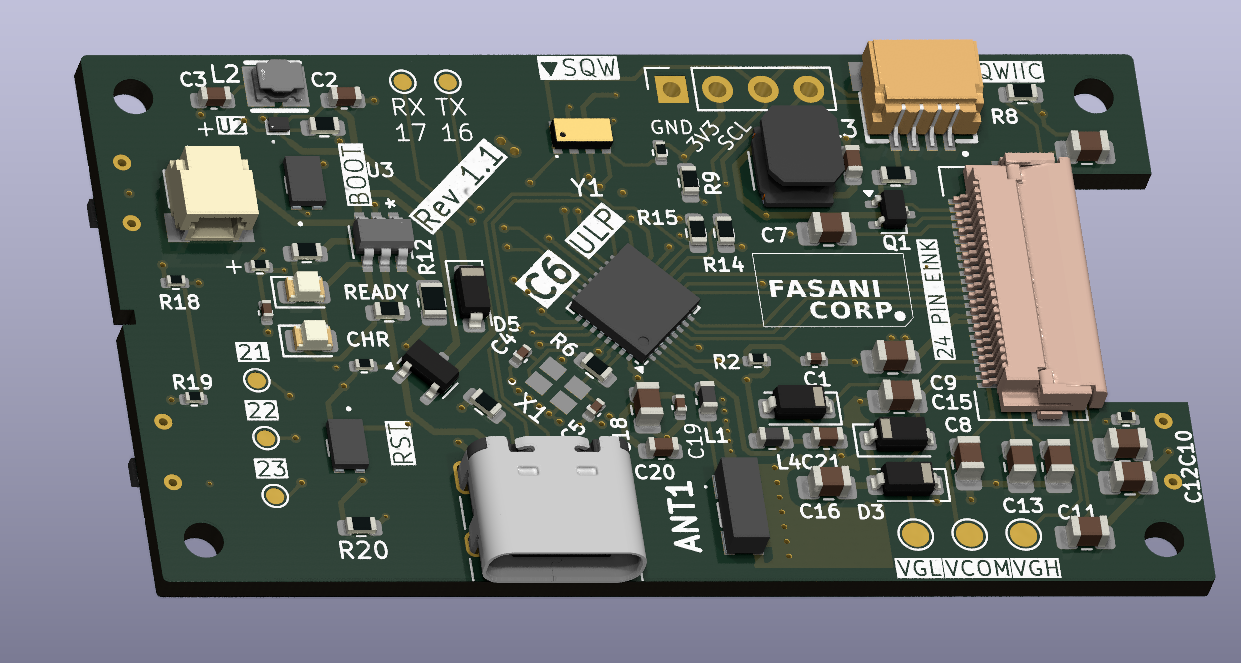 SQW
QWIIC
C3
L2
C2
RX
17
TX
16
R8
+
U2
GND
3V3
SCL
BOOT
U3
Rev 1.1
Y1
R9
*
R15
R14
C7
Q1
R12
ULP
C6
FASANI
CORP.
24 PIN EINK
+
R18
READY
D5
CHR
C4
R6
R2
21
R19
22
23
X1
C1
C9
C15
C8
RST
C19
L1
C20
L4
C21
C16
D3
C13
C11
C12
C10
R20
ANT1
VGL
VCOM
VGH